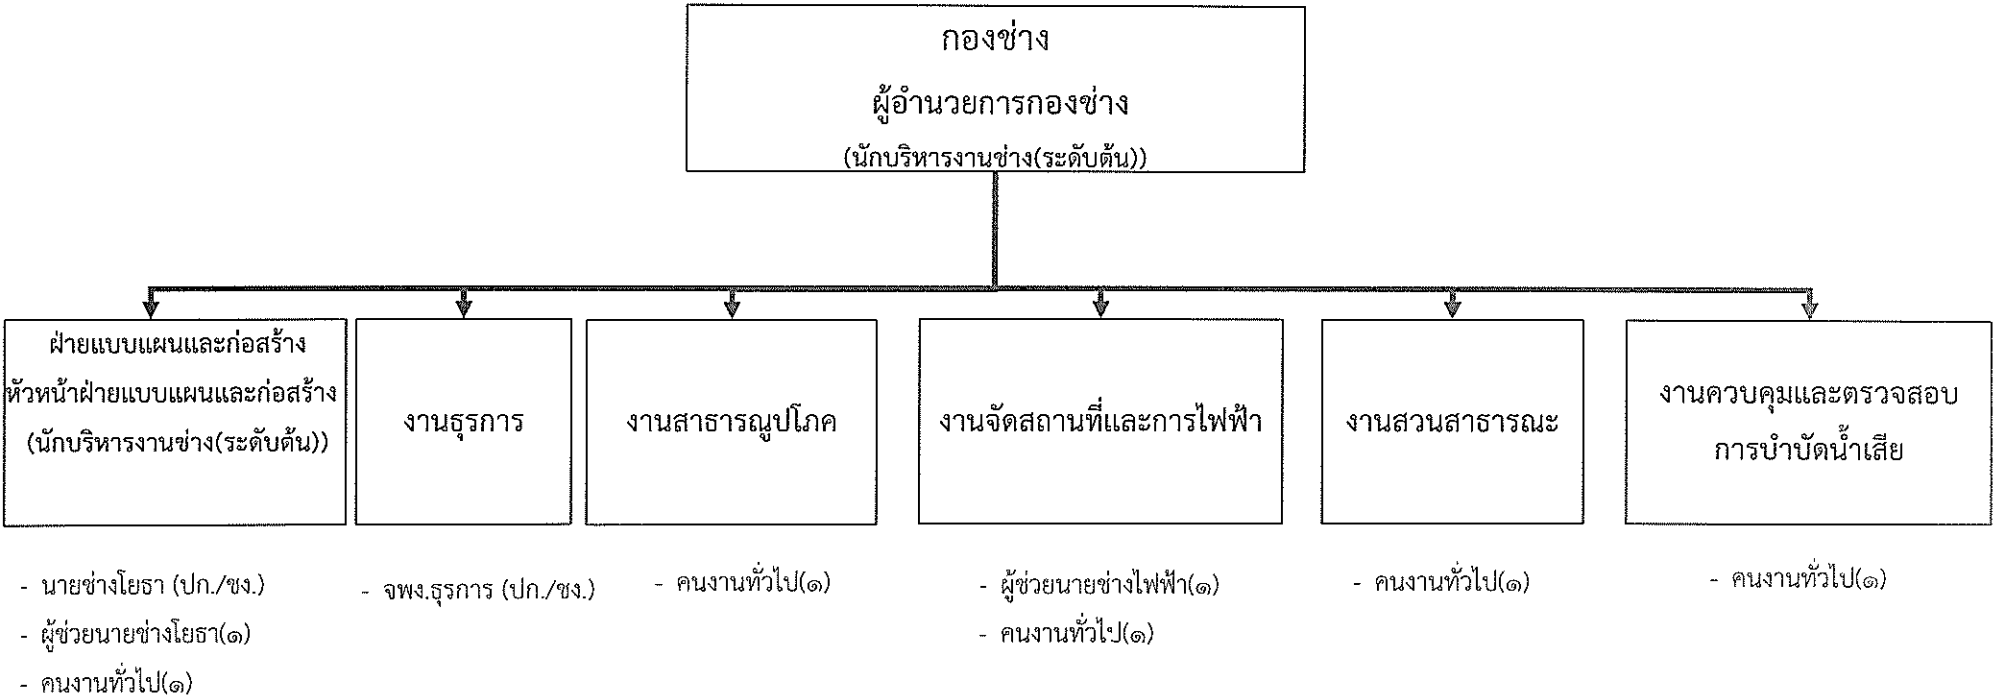 กองช่าง
ผู้อำนวยการกองช่าง
(นักบริหารงานช่าง(ระดับต้น))
ฝ่ายแบบแผนและก่อสร้าง
หัวหน้าฝ่ายแบบแผนและก่อสร้าง
(นักบริหารงานช่าง(ระดับต้น))
งานธุรการ
งานสาธารณูปโภค
งานจัดสถานที่และการไฟฟ้า
งานสวนสาธารณะ
งานควบคุมและตรวจสอบ
การบำบัดน้ำเสีย
- นายช่างโยธา (ปก./ชง.)
- ผู้ช่วยนายช่างโยธา(๑)
- คนงานทั่วไป(๑)
- จพง.ธุรการ (ปก./ชง.)
- คนงานทั่วไป(๑)
- ผู้ช่วยนายช่างไฟฟ้า(๑)
- คนงานทั่วไป(๑)
- คนงานทั่วไป(๑)
- คนงานทั่วไป(๑)